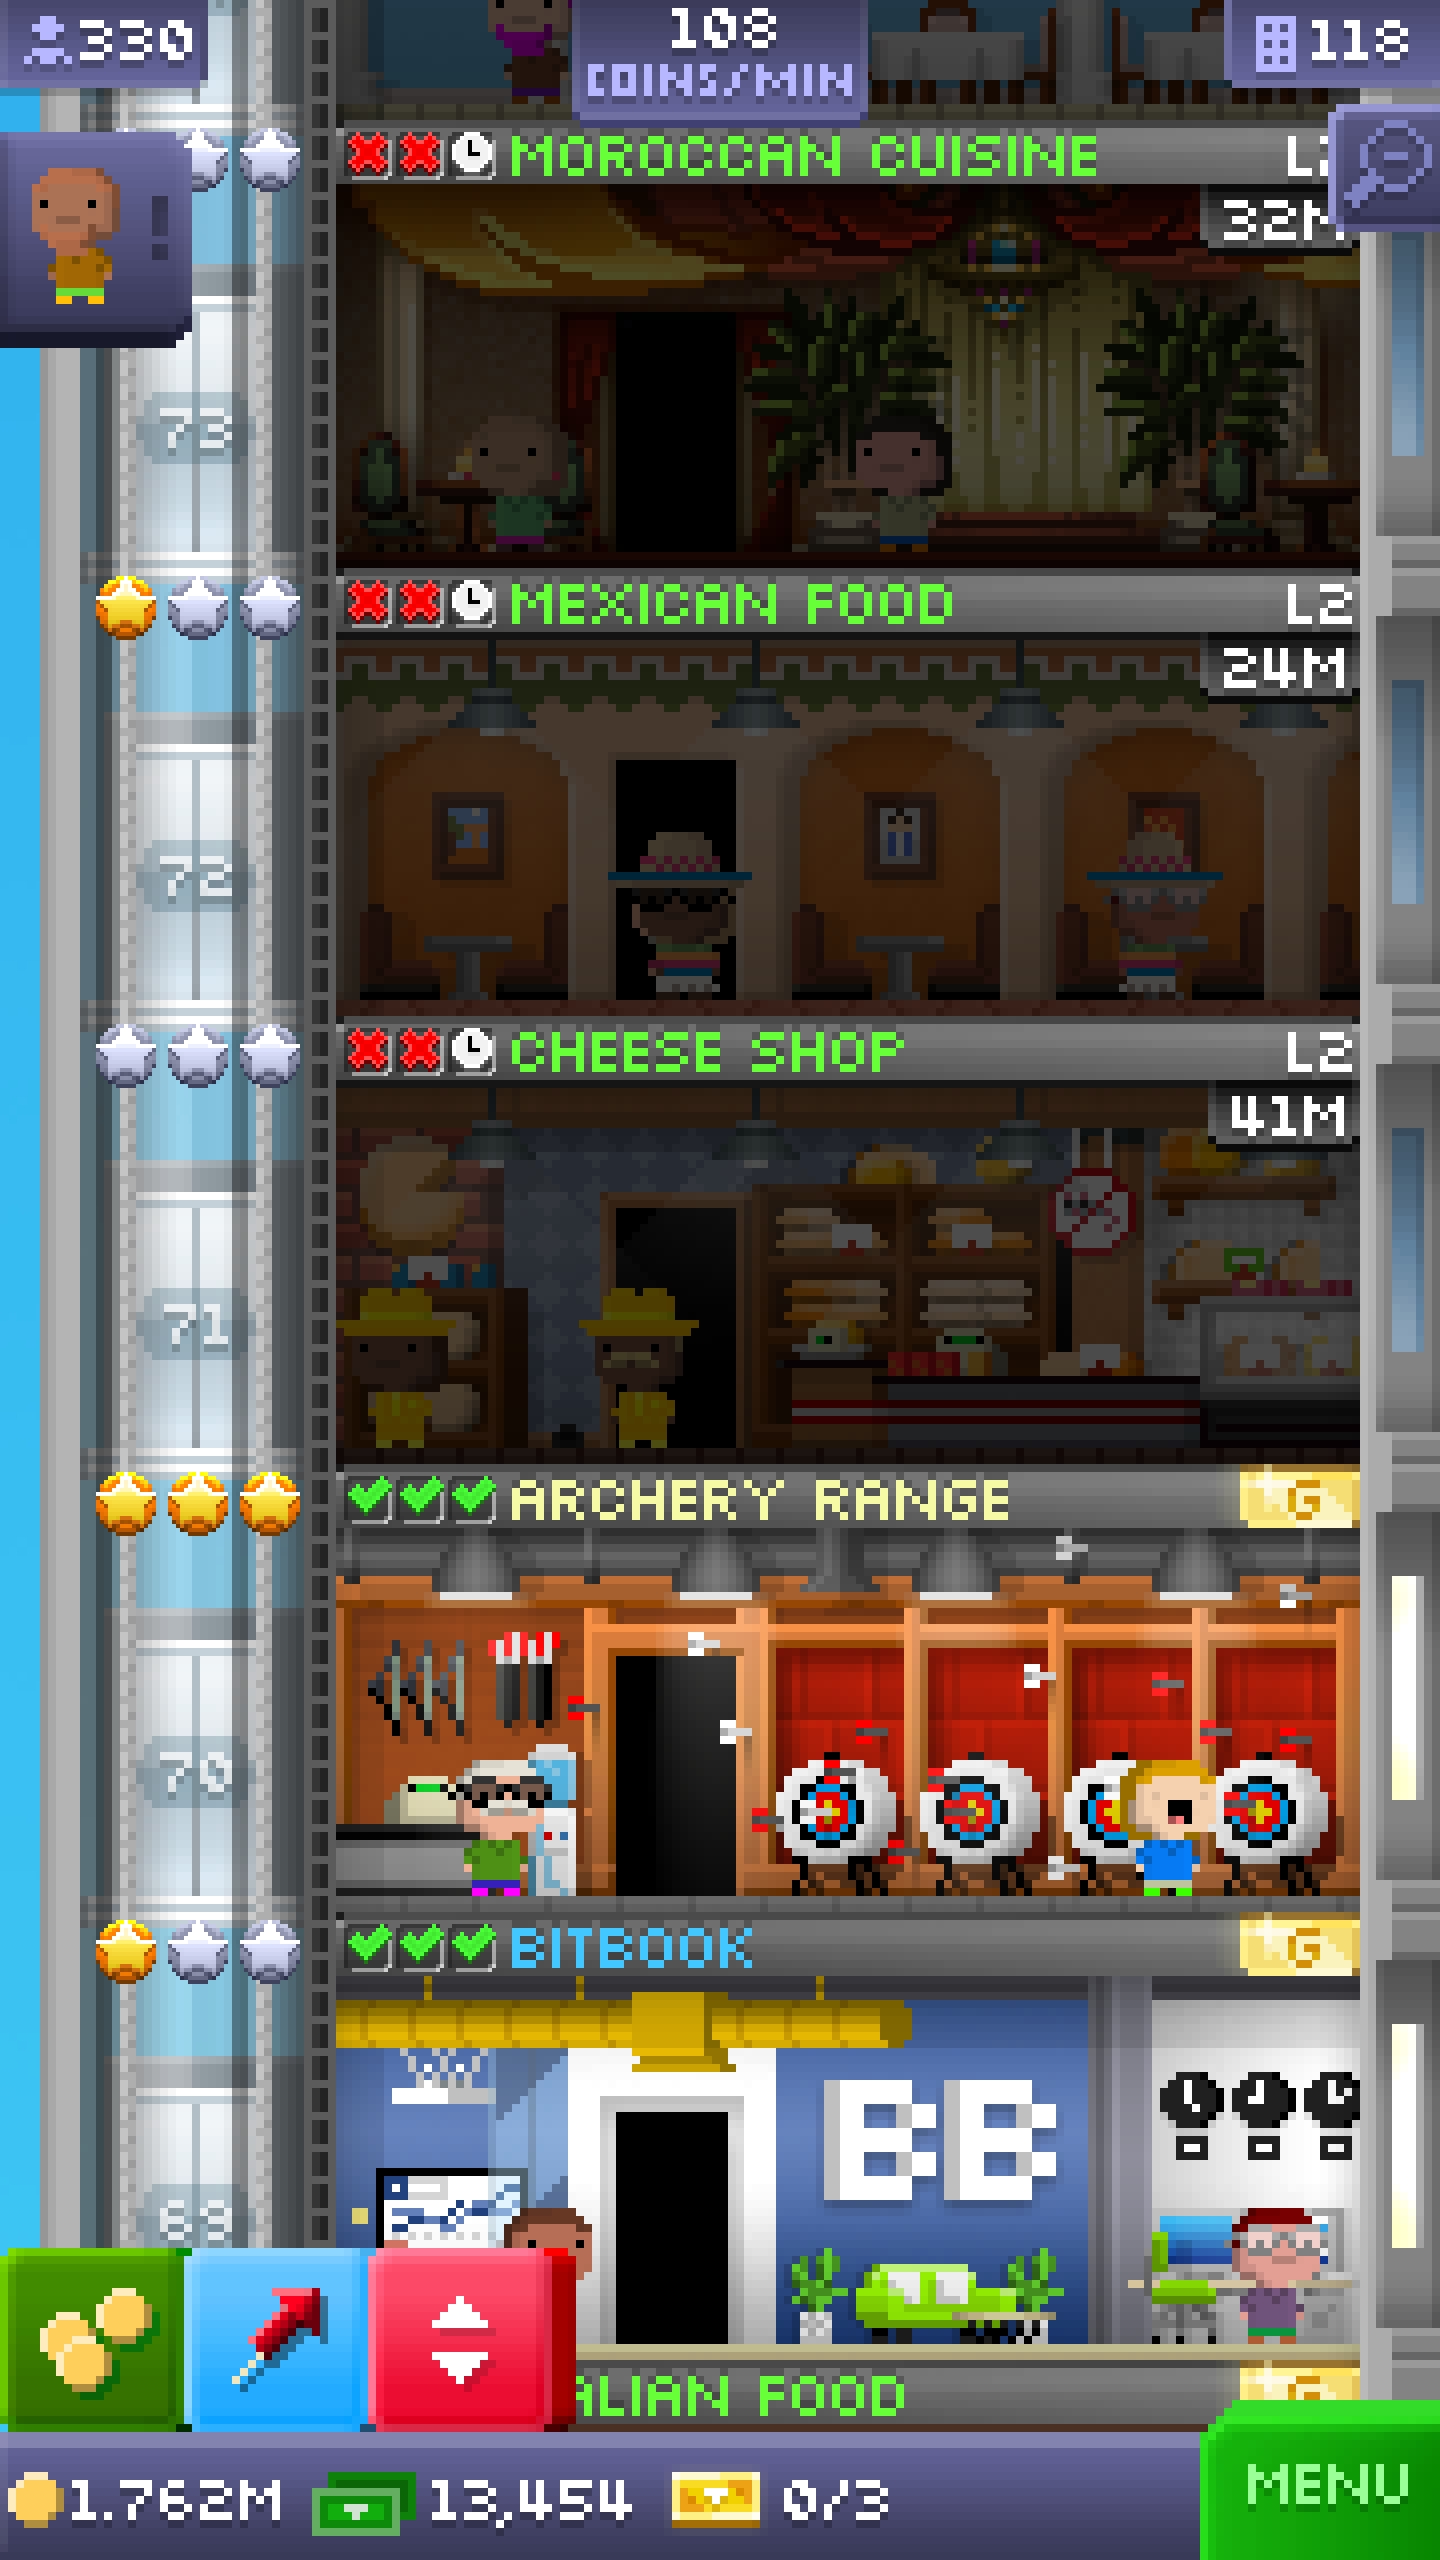 330
108
COINS/MIN
118
MOROCCAN CUISINE
32M
73
MEXICAN FOOD L2
24M
72
CHEESE SHOP L2
41M
71
ARCHERY RANGE G
70
BITBOOK G
BB
69
ALIAN FOOD G
1.762M 13,454 0/3
MENU